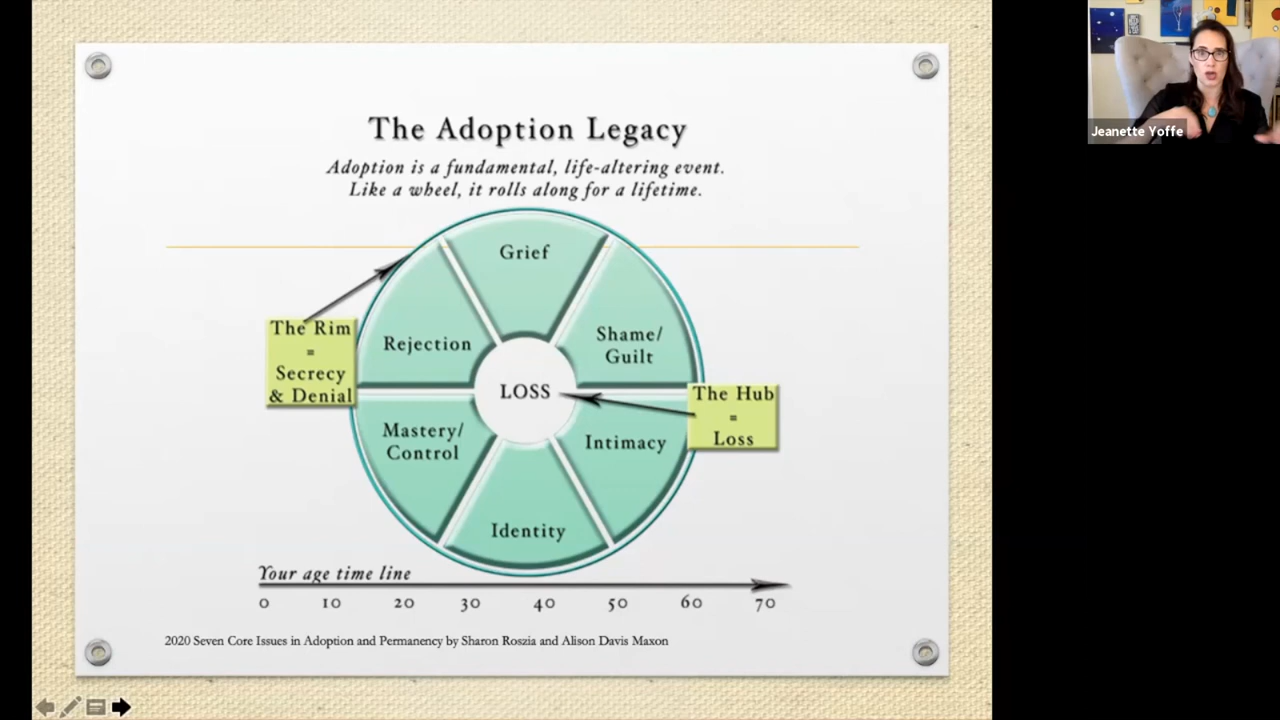 The Adoption Legacy
Adoption is a fundamental, life-altering event.
Like a wheel, it rolls along for a lifetime.
Grief
Rejection
Shame/
Guilt
LOSS
Mastery/
Control
Intimacy
Identity
The Rim
=
Secrecy
& Denial
The Hub
=
Loss
Your age time line
0 10 20 30 40 50 60 70
2020 Seven Core Issues in Adoption and Permanency by Sharon Roszia and Alison Davis Maxon
Jeanette Yoffe